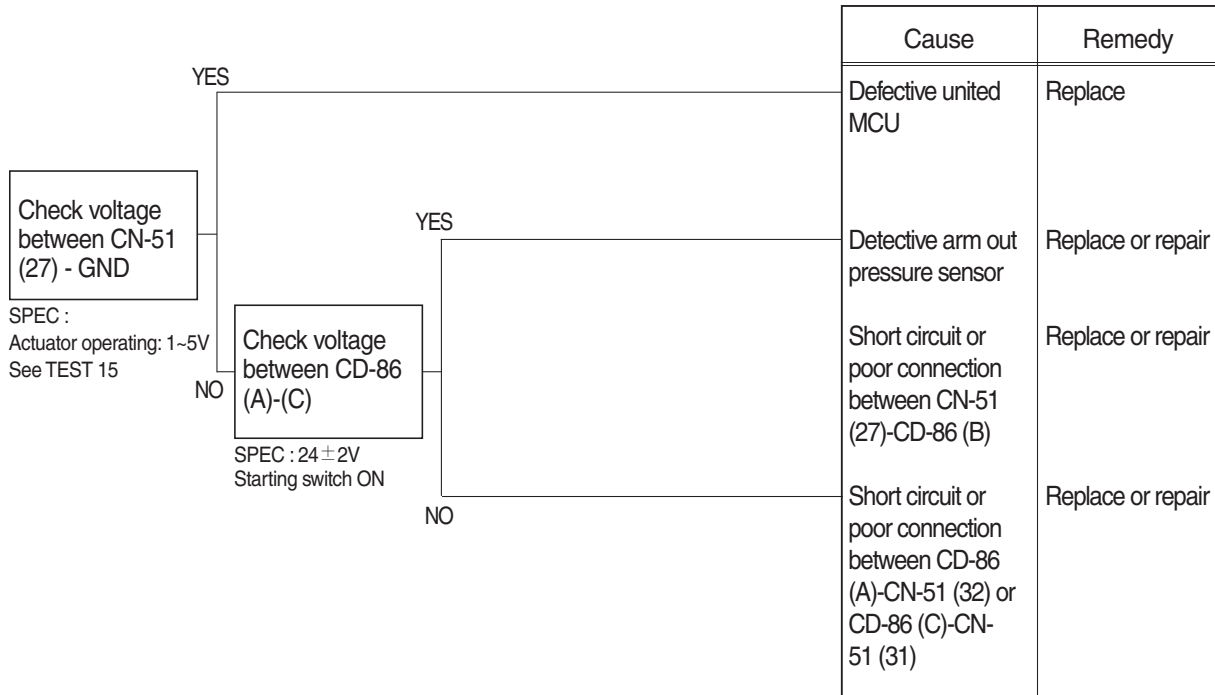 Cause
Remedy
YES
Defective united
MCU
Replace
Check voltage
between CN-51
(27) - GND
SPEC :
Actuator operating: 1~5V
See TEST 15
YES
Detective arm out
pressure sensor
Replace or repair
NO
Check voltage
between CD-86
(A)-(C)
SPEC : 24±2V
Starting switch ON
Short circuit or
poor connection
between CN-51
(27)-CD-86 (B)
Replace or repair
NO
Short circuit or
poor connection
between CD-86
(A)-CN-51 (32) or
CD-86 (C)-CN-
51 (31)
Replace or repair